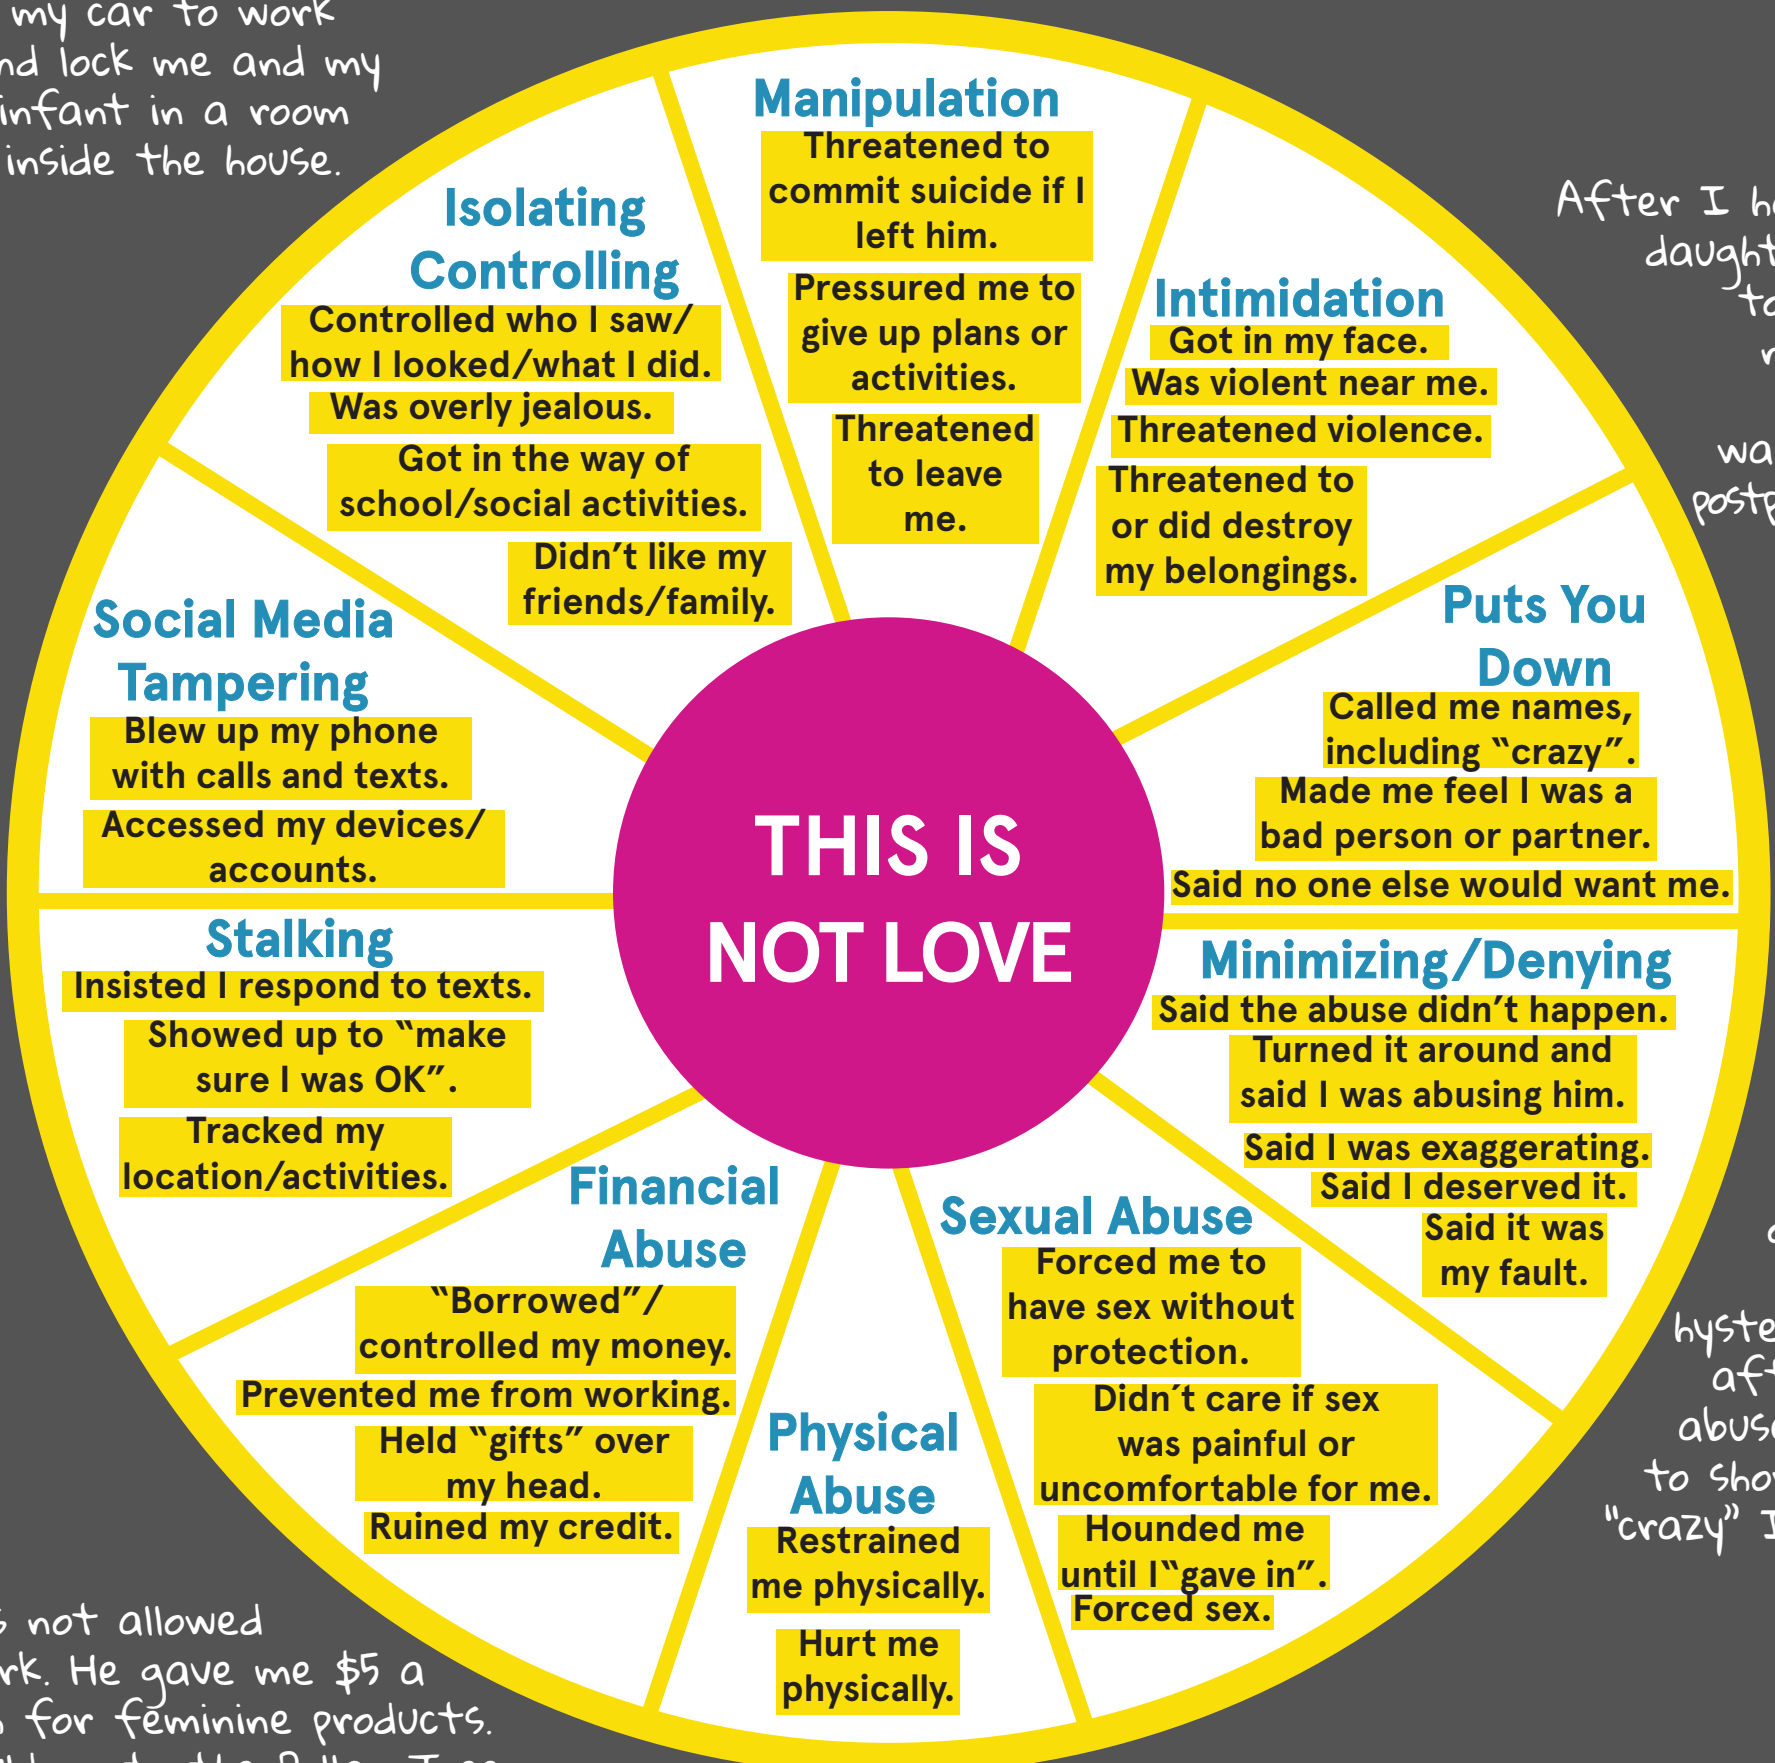 my car to work
lock me and my
infant in a room
inside the house.
Manipulation
Threatened to
commit suicide if I
left him.
Pressured me to
give up plans or
activities.
Threatened
to leave
me.
Isolating
Controlling
Controlled who I saw/
how I looked/what I did.
Was overly jealous.
Got in the way of
school/social activities.
Didn't like my
friends/family.
Intimidation
Got in my face.
Was violent near me.
Threatened violence.
Threatened to
or did destroy
my belongings.
After I
Social Media
Tampering
Blew up my phone
with calls and texts.
Accessed my devices/
accounts.
Puts You
Down
Called me names,
including “crazy”.
Made me feel I was a
bad person or partner.
Said no one else would want me.
THIS IS
NOT LOVE
Stalking
Insisted I respond to texts.
Showed up to “make
sure I was OK”.
Tracked my
location/activities.
Minimizing/Denying
Said the abuse didn't happen.
Turned it around and
said I was abusing him.
Said I was exaggerating.
Said I deserved it.
Said it was
my fault.
Financial
Abuse
“Borrowed”/
controlled my money.
Prevented me from working.
Held “gifts” over
my head.
Ruined my credit.
Physical
Abuse
Restrained
me physically.
Hurt me
physically.
Sexual Abuse
Forced me to
have sex without
protection.
Didn´t care if sex
was painful or
uncomfortable for me.
Hounded me
until I“gave in”.
Forced sex.
to
"crazy” I
not allowed
He gave me $5 a
for feminine products.